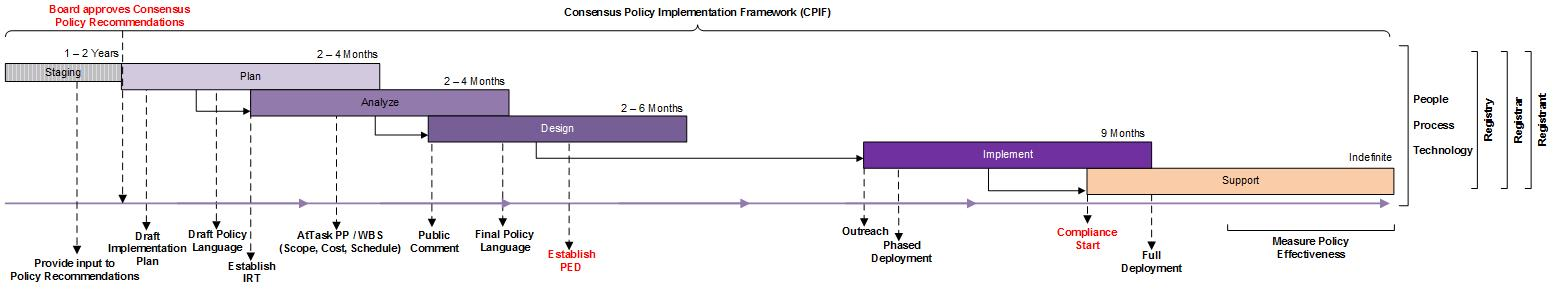 Board approves Consensus
Policy Recommendations
Consensus Policy Implementation Framework (CPIF)
1 – 2 Years
Staging
2 – 4 Months
Plan
2 – 4 Months
Analyze
2 – 6 Months
Design
9 Months
Implement
Indefinite
Support
People
Process
Technology
Registry
Registrar
Registrant
Provide input to
Policy Recommendations
Draft
Implementation
Plan
Draft Policy
Language
Establish
IRT
AtTask PP / WBS
(Scope, Cost, Schedule)
Public
Comment
Final Policy
Language
Establish
PED
Outreach
Phased
Deployment
Compliance
Start
Full
Deployment
Measure Policy
Effectiveness